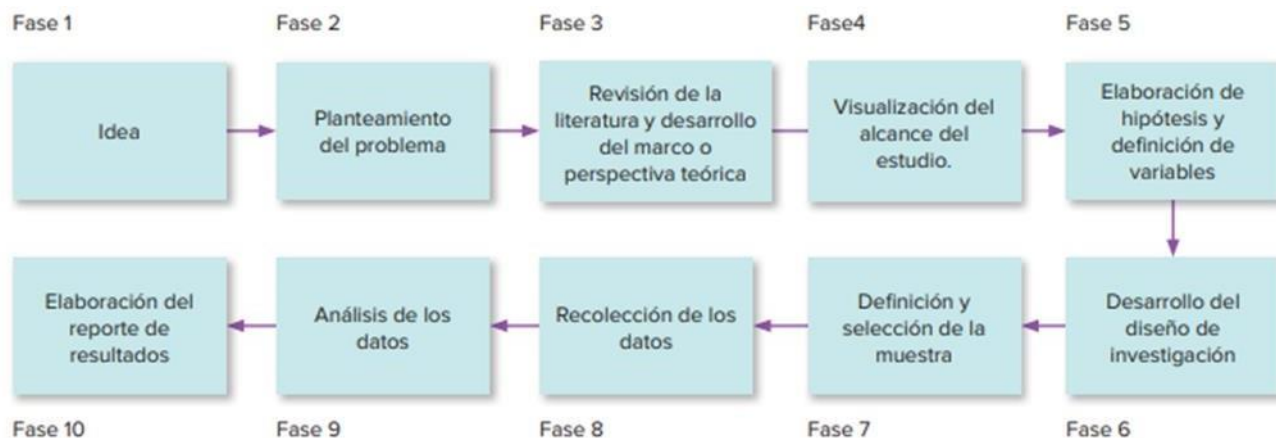 Fase 1
Fase 2
Fase 3
Fase4
Fase 5
Idea
Planteamiento
del problema
Revisión de la
literatura y desarrollo
del marco o
perspectiva teórica
Visualización del
alcance del
estudio.
Elaboración de
hipótesis y
definición de
variables
Elaboración del
reporte de
resultados
Análisis de los
datos
Recolección de los
datos
Definición y
selección de la
muestra
Desarrollo del
diseño de
investigación
Fase 10
Fase 9
Fase 8
Fase 7
Fase 6